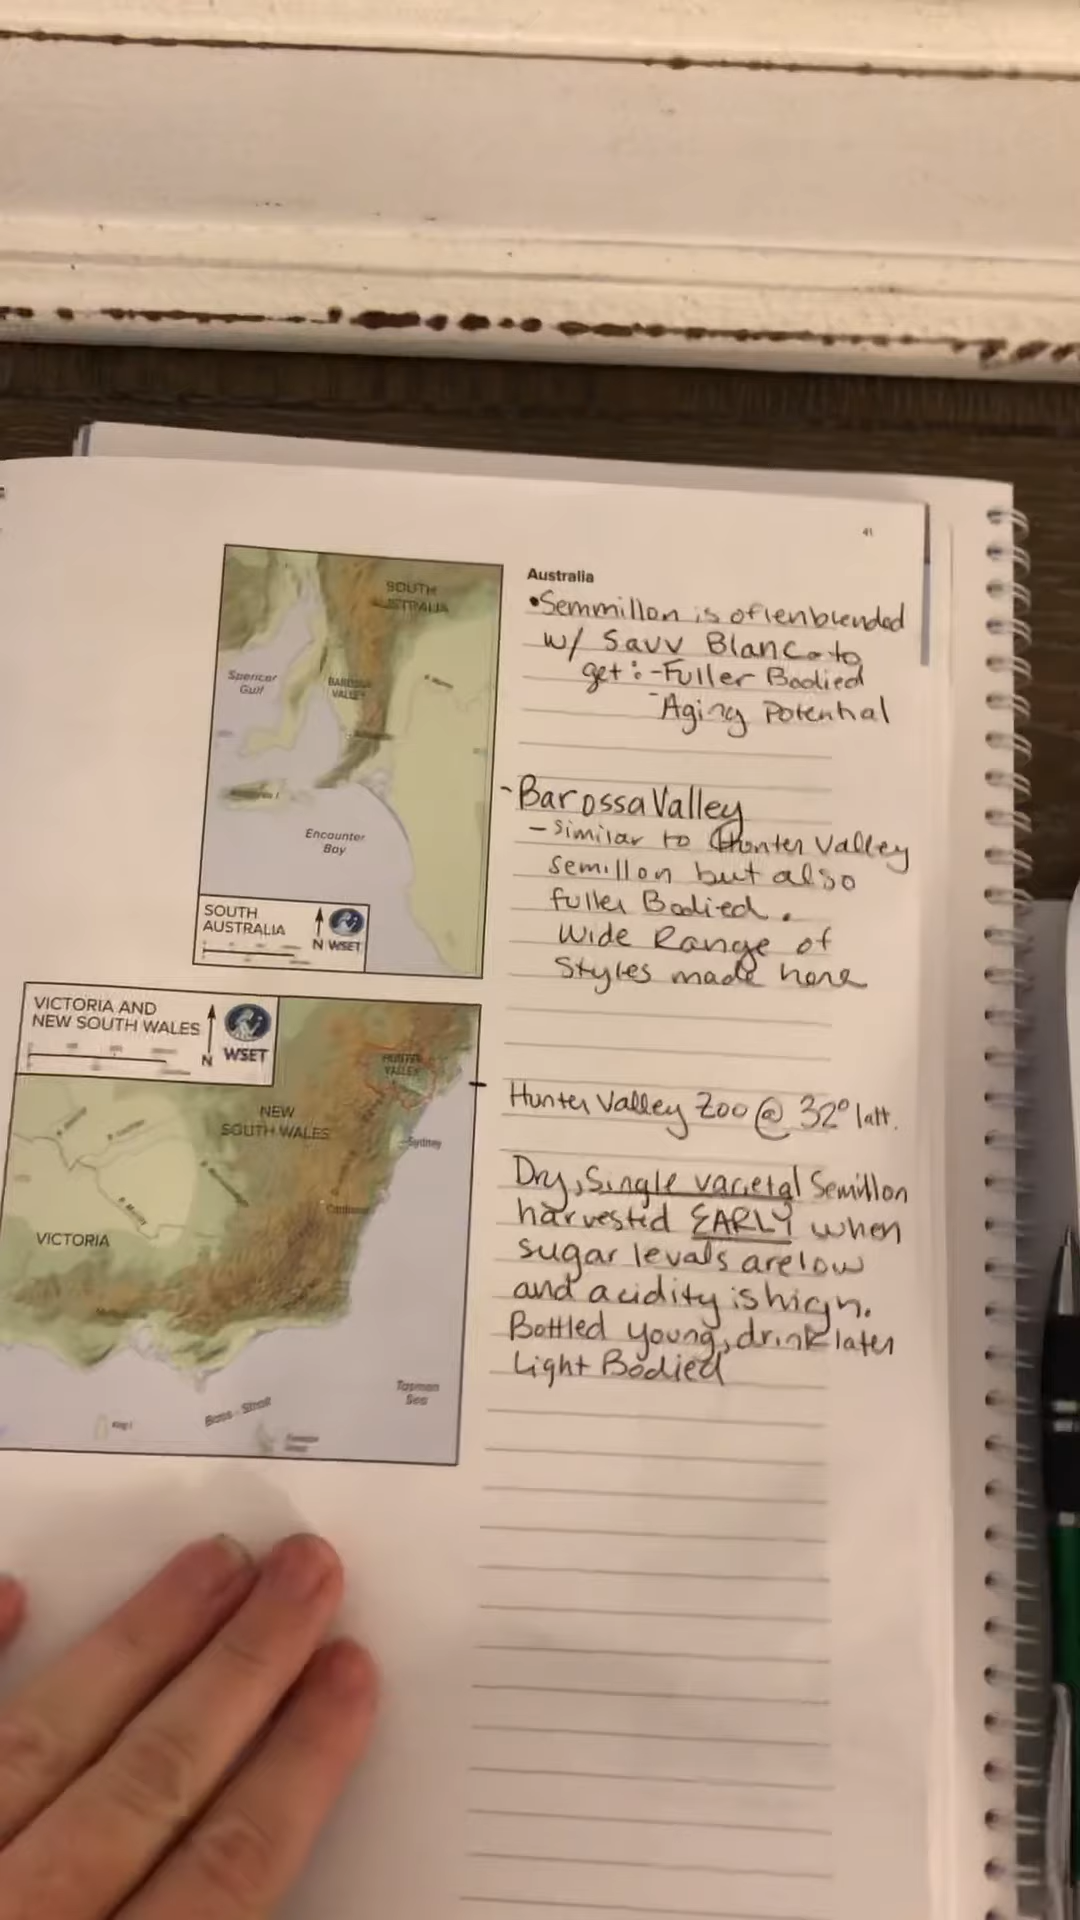 41
SOUTH
AUSTRALIA
Spencer
Gulf
BAROSSA
VALLEY
Encounter
Bay
SOUTH
AUSTRALIA
N WSET
Australia
•Semmillon is often blended
w/ Savv Blanc to
get: -Fuller Bodied
-Aging Potential
-Barossa Valley
-similar to Hunter Valley
semillon but also
fuller Bodied.
Wide Range of
Styles made here
VICTORIA AND
NEW SOUTH WALES
N WSET
HUNTER
VALLEY
NEW
SOUTH WALES
Sydney
VICTORIA
Tasman
Sea
Bass Strait
King I
Hunter Valley Zoo @ 32° latt.
Dry, Single varietal Semillon
harvested EARLY when
sugar levals are low
and acidity is high.
Bottled young, drink later
Light Bodied